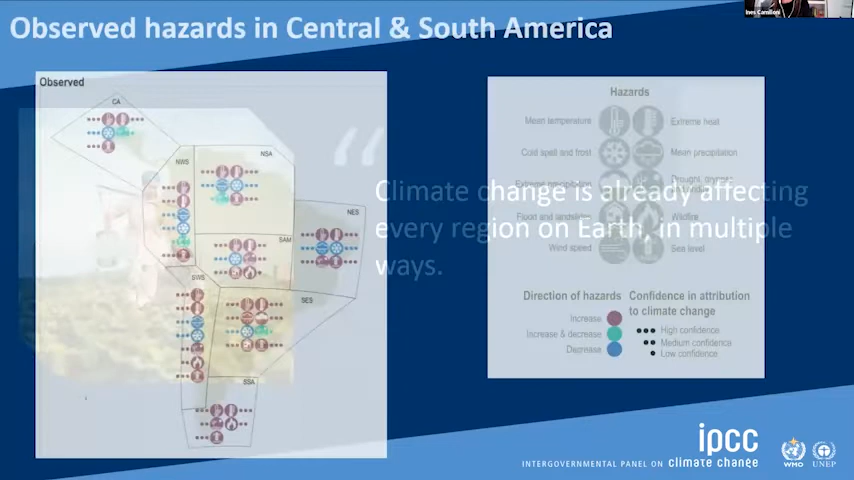 Observed hazards in Central & South America
Ines Camilloni
Observed
CA
NWS
NSA
NES
SAM
SWS
SES
SSA
“
Climate change is already affecting
every region on Earth, in multiple
ways.
Hazards
Mean temperature
Extreme heat
Cold spell and frost
Mean precipitation
Extreme precipitation
Drought, dryness
Flood and landslide
Wildfire
Wind speed
Sea level
Direction of hazards
Increase
Increase & decrease
Decrease
Confidence in attribution
to climate change
High confidence
Medium confidence
Low confidence
INTERGOVERNMENTAL PANEL ON climate change
ipcc
WMO
UNEP